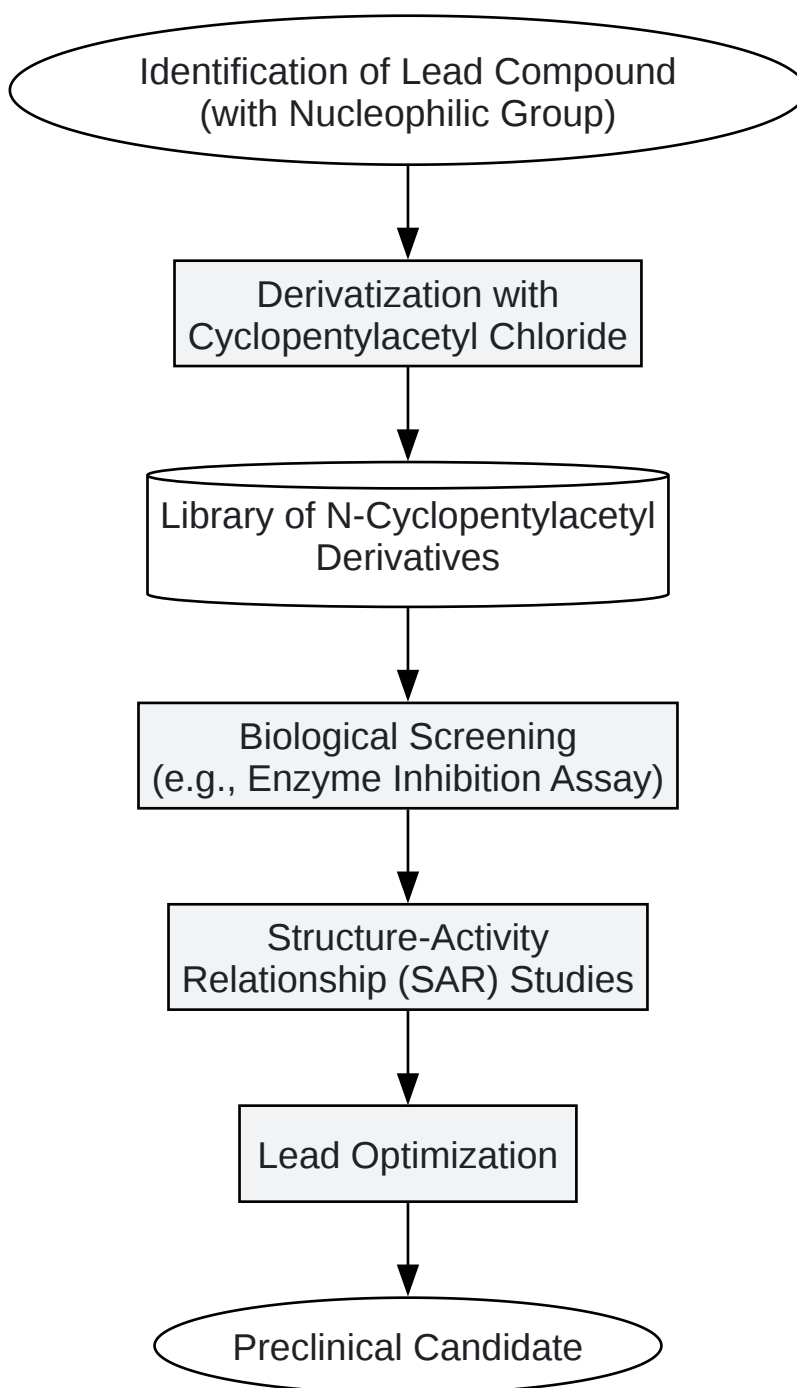 Identification of Lead Compound
(with Nucleophilic Group)
Derivatization with
Cyclopentylacetyl Chloride
Library of N-Cyclopentylacetyl
Derivatives
Biological Screening
(e.g., Enzyme Inhibition Assay)
Structure-Activity
Relationship (SAR) Studies
Lead Optimization
Preclinical Candidate